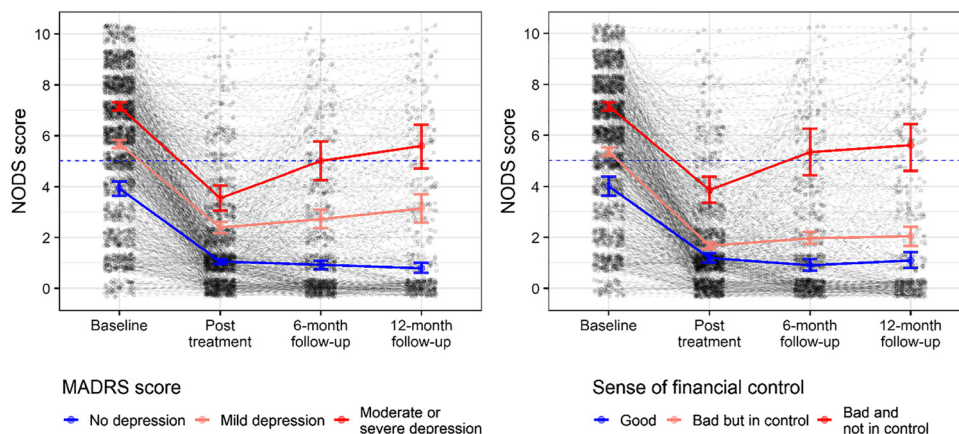 NODS score
10
8
6
4
2
0
Baseline
Post
treatment
6-month
follow-up
12-month
follow-up
MADRS score
No depression
Mild depression
Moderate or
severe depression
NODS score
10
8
6
4
2
0
Baseline
Post
treatment
6-month
follow-up
12-month
follow-up
Sense of financial control
Good
Bad but in control
Bad and
not in control